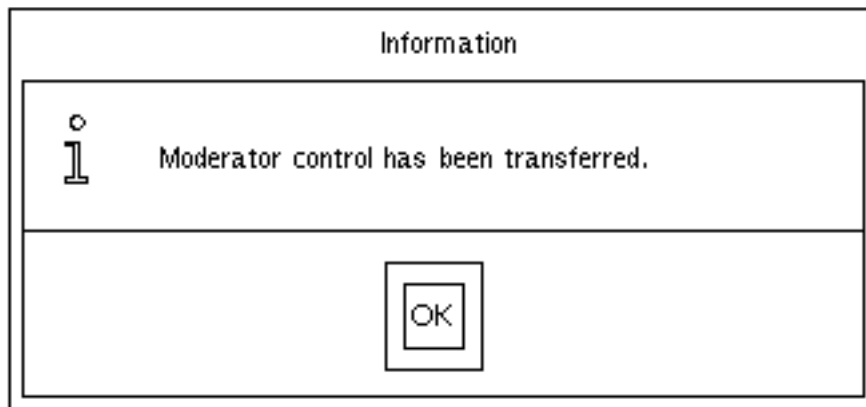 Information
Moderator control has been transferred.
OK